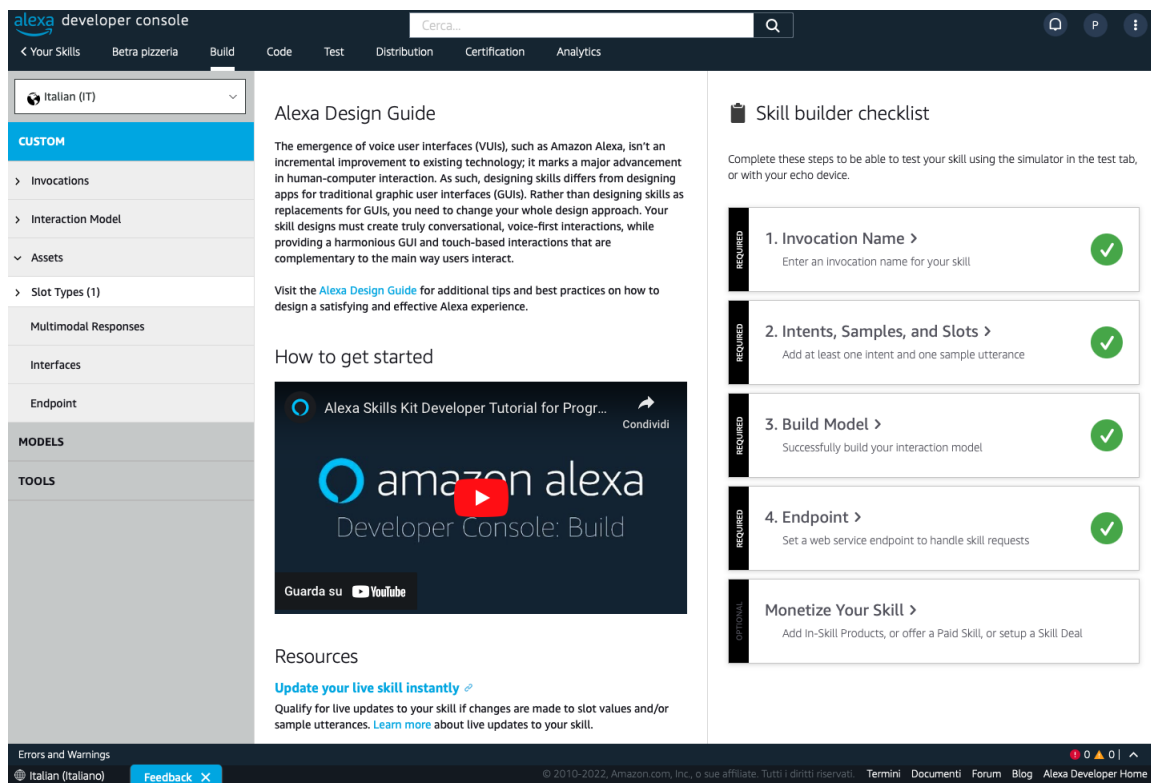 alexa developer console
Cerca...
P
Your Skills
Betra pizzeria
Build
Code
Test
Distribution
Certification
Analytics
Italian (IT)
CUSTOM
Invocations
Interaction Model
Assets
Slot Types (1)
Multimodal Responses
Interfaces
Endpoint
MODELS
TOOLS
Alexa Design Guide
The emergence of voice user interfaces (VUIs), such as Amazon Alexa, isn't an
incremental improvement to existing technology; it marks a major advancement
in human-computer interaction. As such, designing skills differs from designing
apps for traditional graphic user interfaces (GUIs). Rather than designing skills as
replacements for GUIs, you need to change your whole design approach. Your
skill designs must create truly conversational, voice-first interactions, while
providing a harmonious GUI and touch-based interactions that are
complementary to the main way users interact.
Visit the Alexa Design Guide for additional tips and best practices on how to
design a satisfying and effective Alexa experience.
How to get started
Alexa Skills Kit Developer Tutorial for Progr...
Condividi
amazon alexa
Developer Console: Build
Guarda su YouTube
Resources
Update your live skill instantly
Qualify for live updates to your skill if changes are made to slot values and/or
sample utterances. Learn more about live updates to your skill.
Skill builder checklist
Complete these steps to be able to test your skill using the simulator in the test tab,
or with your echo device.
REQUIRED
1. Invocation Name
Enter an invocation name for your skill
REQUIRED
2. Intents, Samples, and Slots
Add at least one intent and one sample utterance
REQUIRED
3. Build Model
Successfully build your interaction model
REQUIRED
4. Endpoint
Set a web service endpoint to handle skill requests
OPTIONAL
Monetize Your Skill
Add In-Skill Products, or offer a Paid Skill, or setup a Skill Deal
Errors and Warnings
0 0 |
Italian (Italiano)
Feedback X
© 2010-2022, Amazon.com, Inc., o sue affiliate. Tutti i diritti riservati.
Termini Documenti Forum Blog Alexa Developer Home